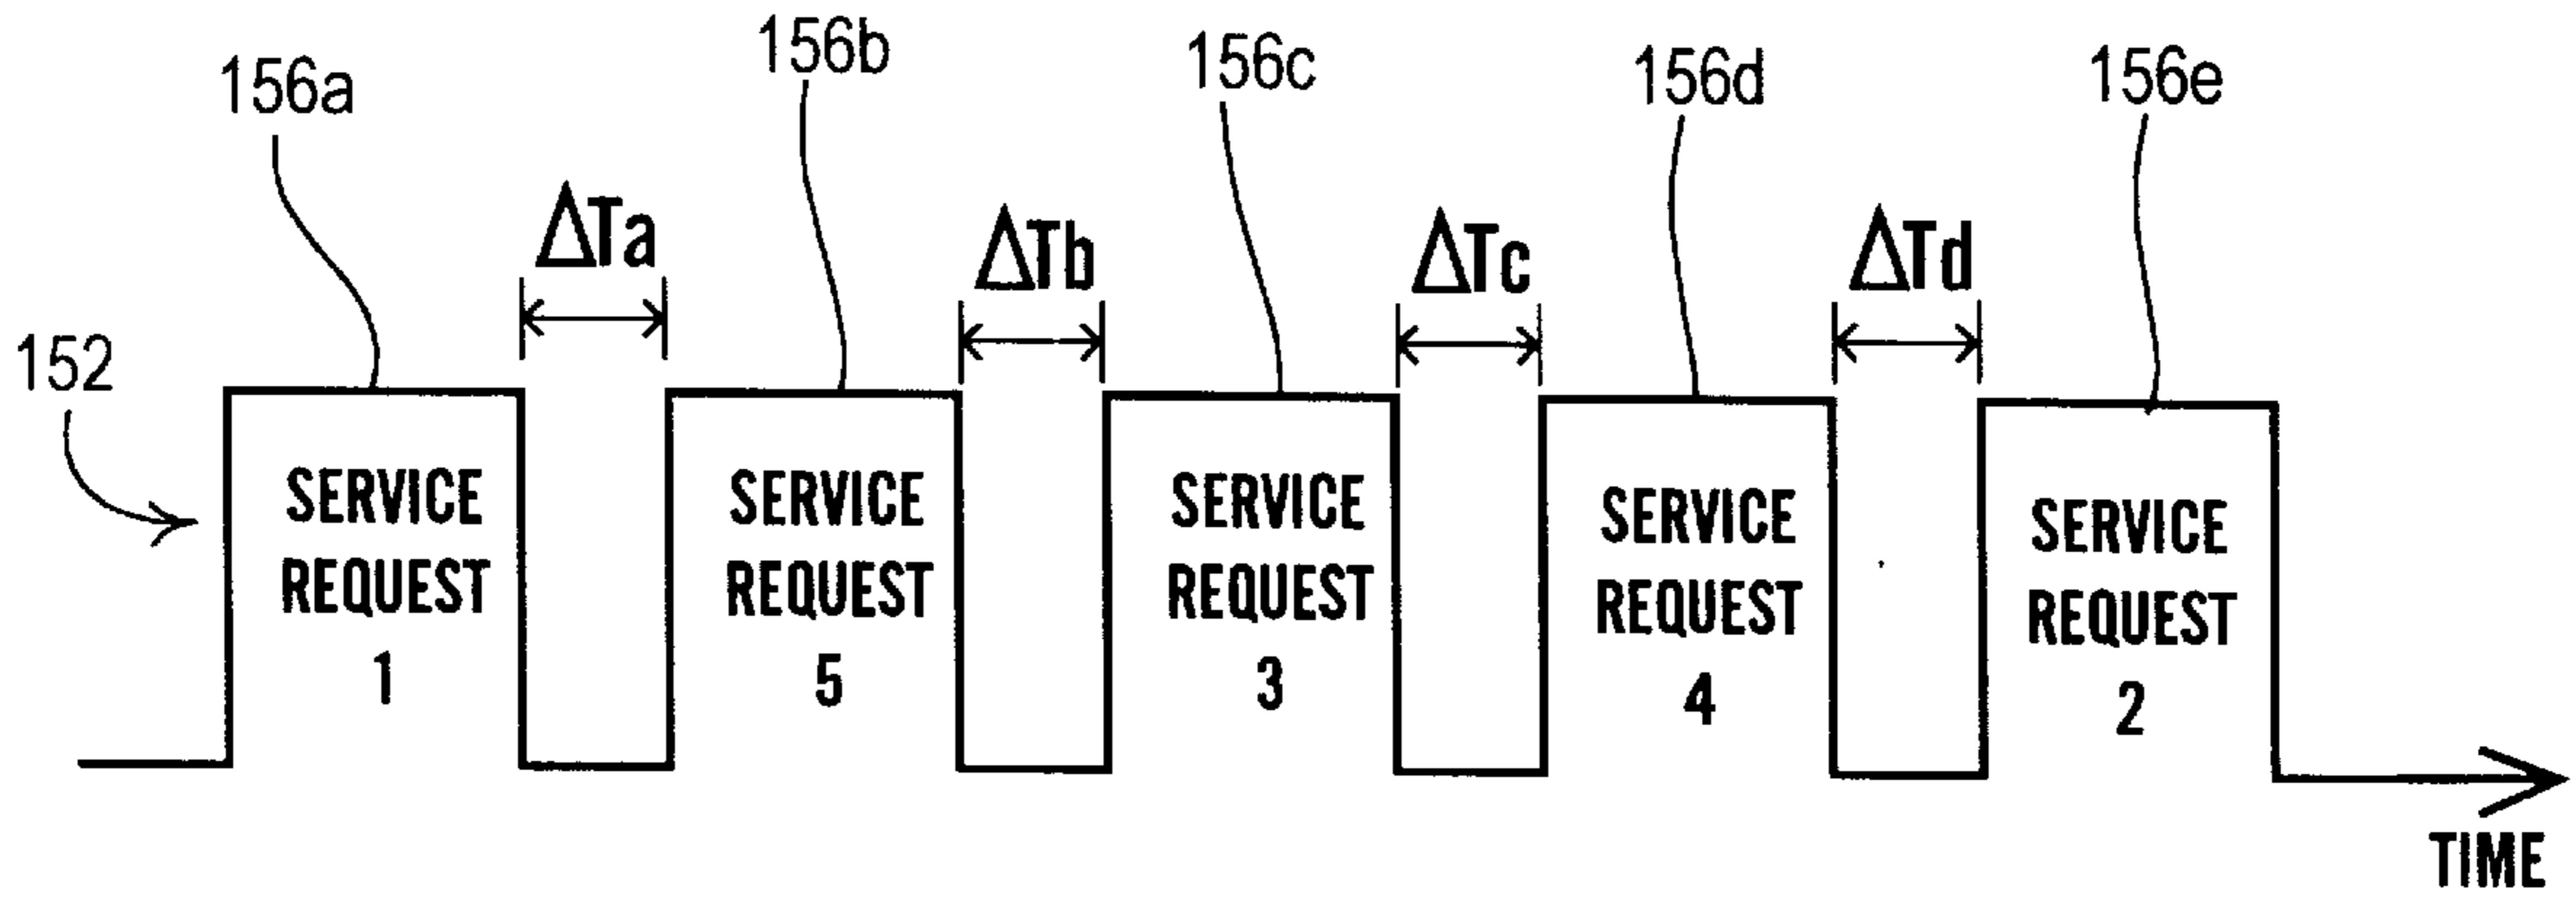 156a
156b
156c
156d
156e
ΔTa
ΔTb
ΔTc
ΔTd
152
SERVICE
REQUEST
1
SERVICE
REQUEST
5
SERVICE
REQUEST
3
SERVICE
REQUEST
4
SERVICE
REQUEST
2
TIME